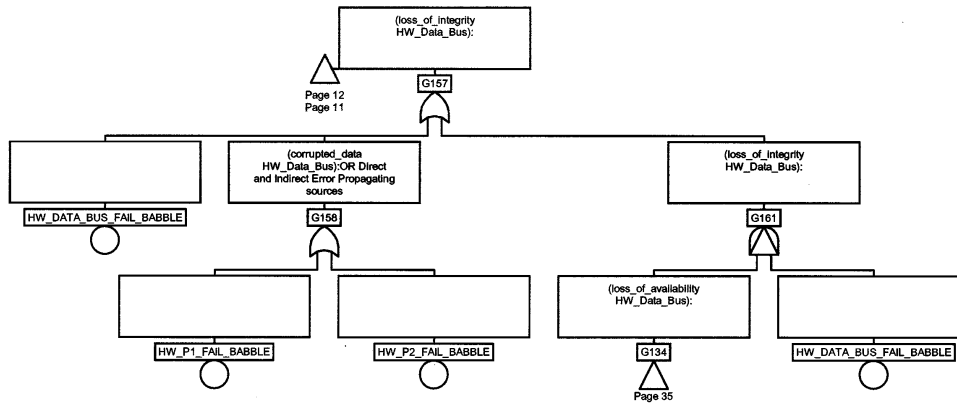 (loss_of_integrity
HW_Data_Bus):
G157
Page 12
Page 11
(corrupted_data
HW_Data_Bus):OR Direct
and Indirect Error Propagating
sources
(loss_of_integrity
HW_Data_Bus):
HW_DATA_BUS_FAIL_BABBLE
G158
G161
(loss_of_availability
HW_Data_Bus):
HW_P1_FAIL_BABBLE
HW_P2_FAIL_BABBLE
G134
HW_DATA_BUS_FAIL_BABBLE
Page 35